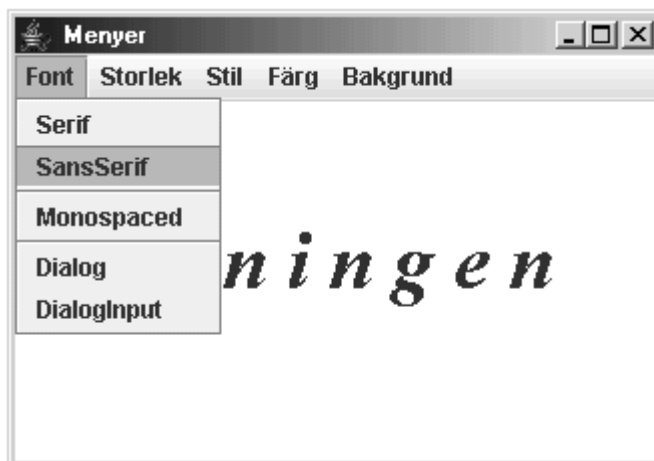 Menyer
Font Storlek Stil Färg Bakgrund
Serif
SansSerif
Monospaced
Dialog
DialogInput
n i n g e n